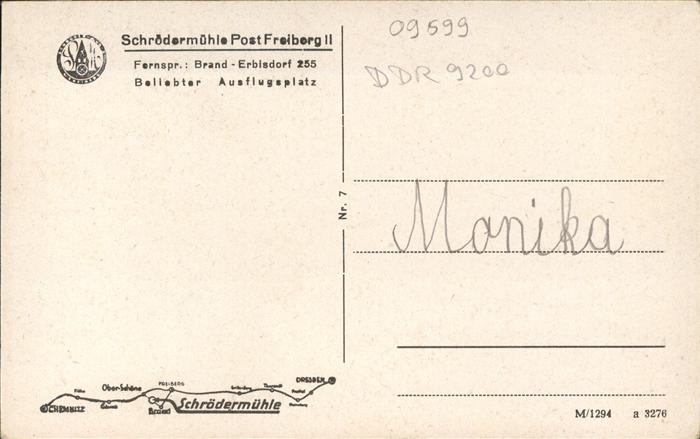 Schrödermühle Post Freiberg II
Fernspr.: Brand - Erbisdorf 255
Beliebter Ausflugsplatz
09599
DDR 9200
Nr. 7
Monika
Ober-Schöna
FREIBERG
DRESDEN
CHEMNITZ
Brand
Schrödermühle
M/1294 a 3276